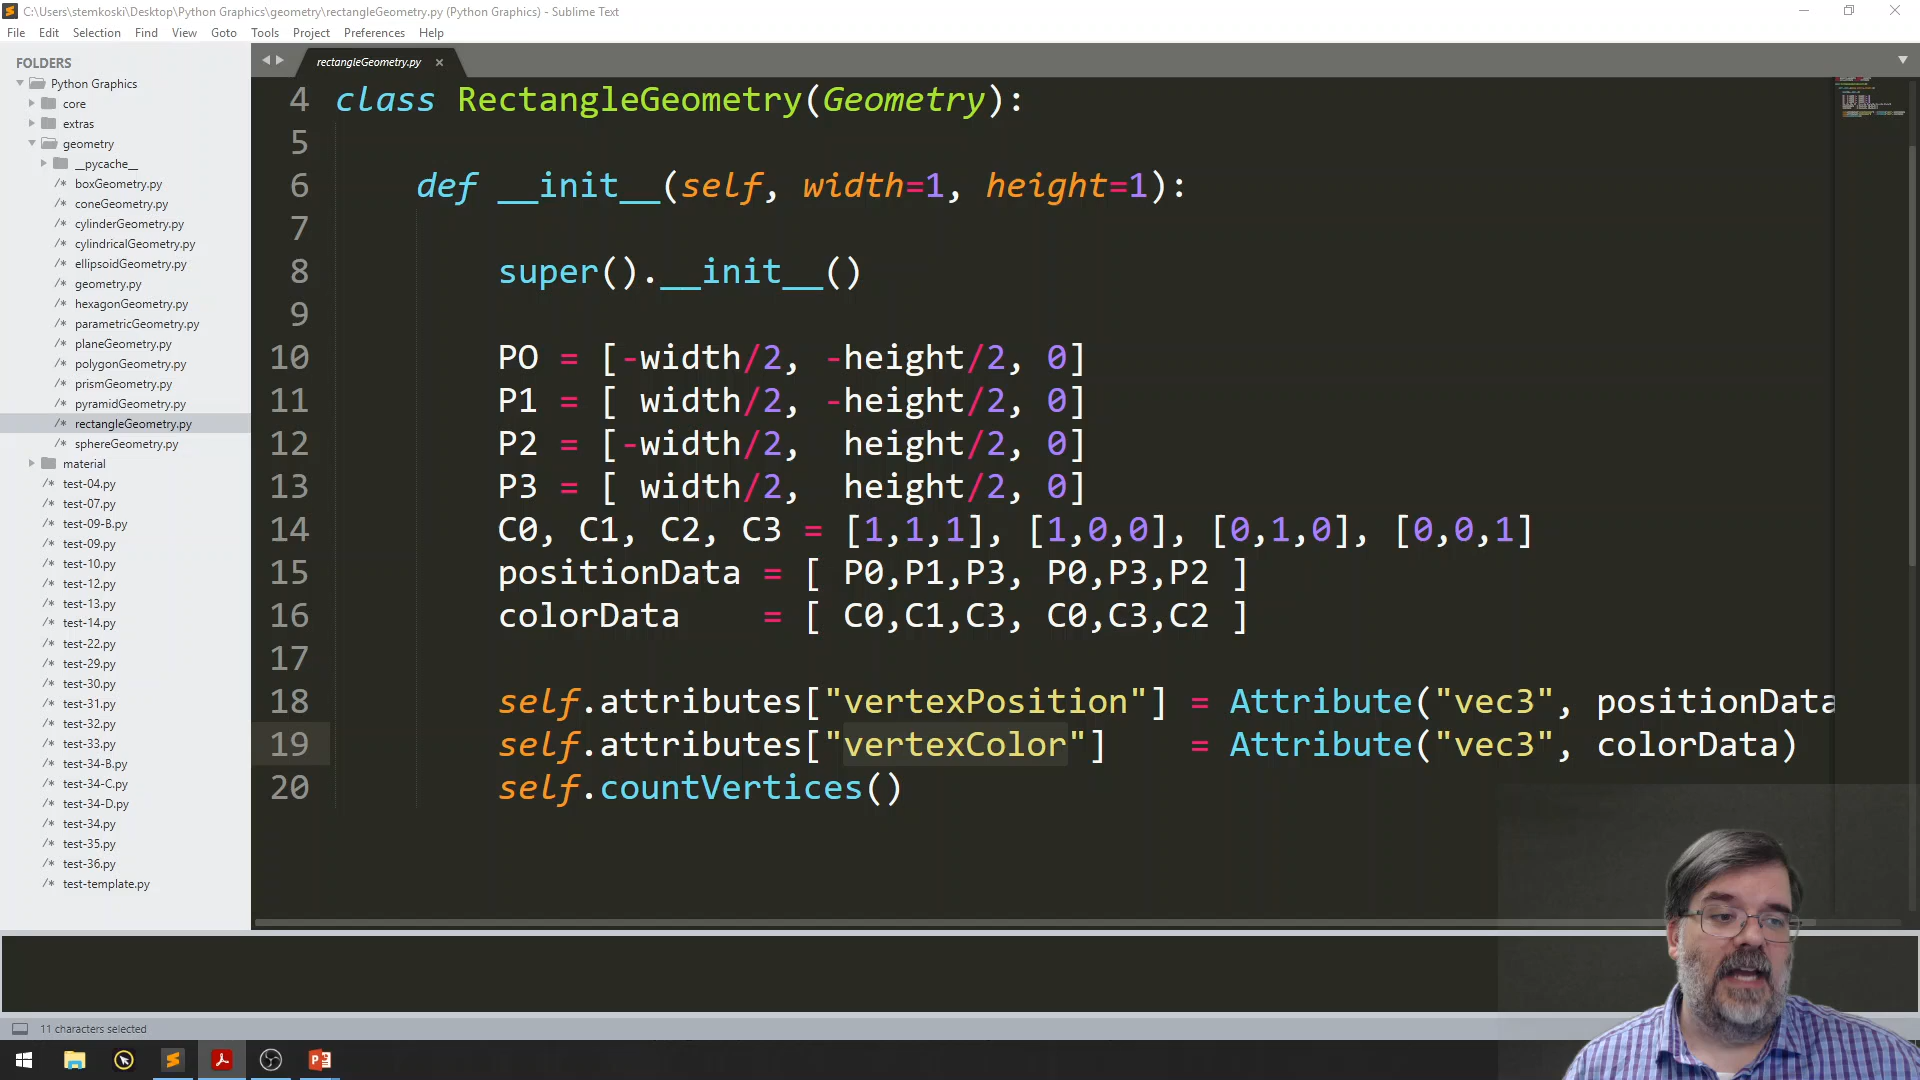 C:\Users\stemkoski\Desktop\Python Graphics\geometry\rectangleGeometry.py (Python Graphics) - Sublime Text
File Edit Selection Find View Goto Tools Project Preferences Help
FOLDERS
Python Graphics
core
extras
geometry
__pycache__
/* boxGeometry.py
/* coneGeometry.py
/* cylinderGeometry.py
/* cylindricalGeometry.py
/* ellipsoidGeometry.py
/* geometry.py
/* hexagonGeometry.py
/* parametricGeometry.py
/* planeGeometry.py
/* polygonGeometry.py
/* prismGeometry.py
/* pyramidGeometry.py
/* rectangleGeometry.py
/* sphereGeometry.py
material
/* test-04.py
/* test-07.py
/* test-09-B.py
/* test-09.py
/* test-10.py
/* test-12.py
/* test-13.py
/* test-14.py
/* test-22.py
/* test-29.py
/* test-30.py
/* test-31.py
/* test-32.py
/* test-33.py
/* test-34-B.py
/* test-34-C.py
/* test-34-D.py
/* test-34.py
/* test-35.py
/* test-36.py
/* test-template.py
rectangleGeometry.py ×
4 class RectangleGeometry(Geometry):
5
6 def __init__(self, width=1, height=1):
7
8 super().__init__()
9
10 P0 = [-width/2, -height/2, 0]
11 P1 = [ width/2, -height/2, 0]
12 P2 = [-width/2,  height/2, 0]
13 P3 = [ width/2,  height/2, 0]
14 C0, C1, C2, C3 = [1,1,1], [1,0,0], [0,1,0], [0,0,1]
15 positionData = [ P0,P1,P3, P0,P3,P2 ]
16 colorData    = [ C0,C1,C3, C0,C3,C2 ]
17
18 self.attributes["vertexPosition"] = Attribute("vec3", positionData
19 self.attributes["vertexColor"]    = Attribute("vec3", colorData)
20 self.countVertices()
11 characters selected